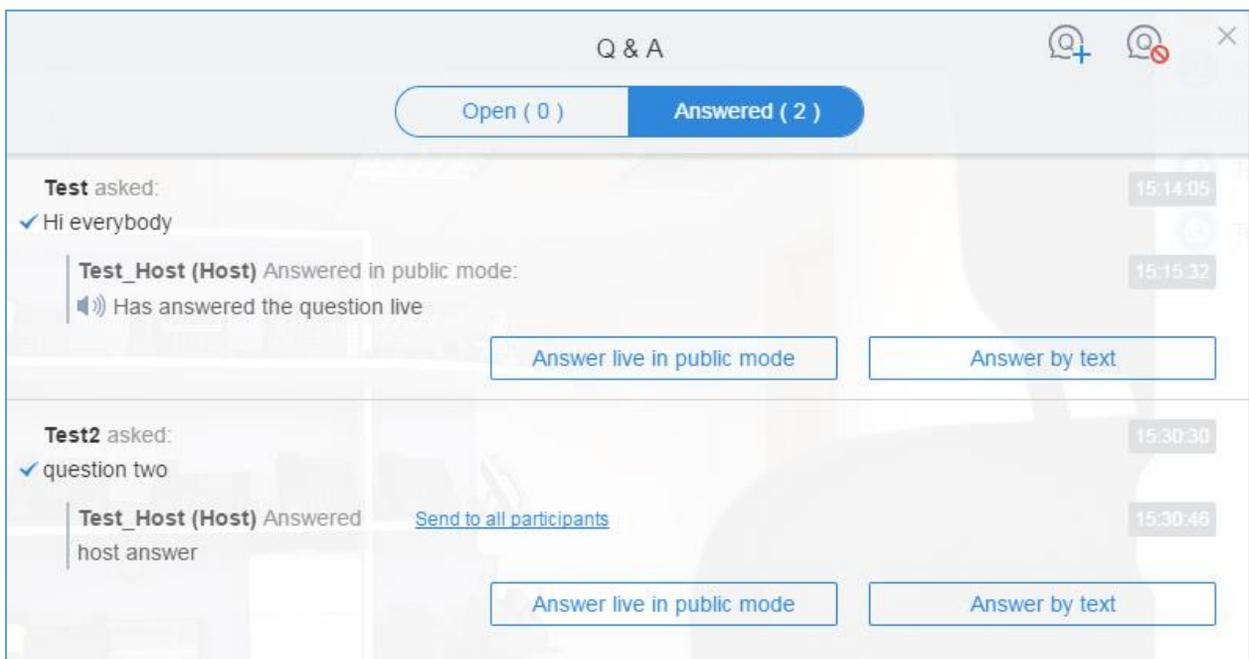 Q & A
Open ( 0 )
Answered ( 2 )
Test asked:
15:14:05
Hi everybody
Test_Host (Host) Answered in public mode:
15:15:32
Has answered the question live
Answer live in public mode
Answer by text
Test2 asked:
15:30:30
question two
Test_Host (Host) Answered
Send to all participants
15:30:46
host answer
Answer live in public mode
Answer by text